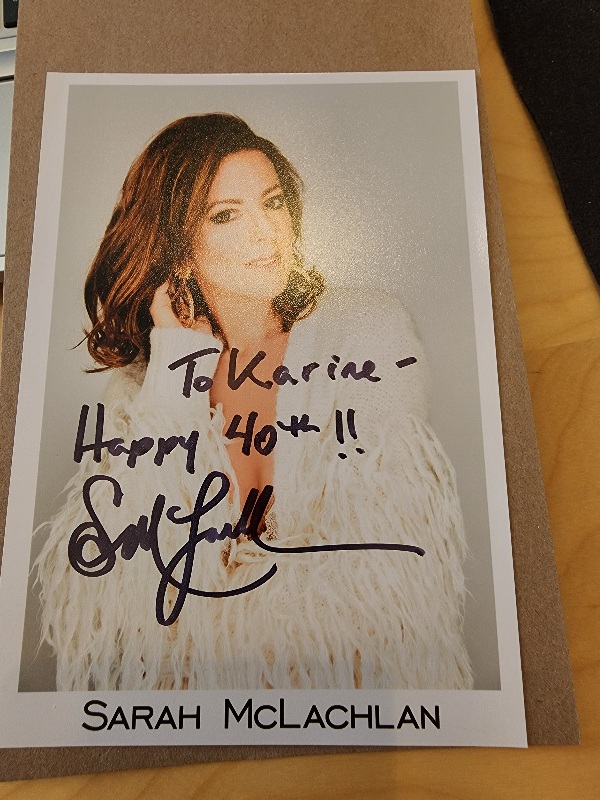 To Karine -
Happy 40th !!
SARAH MCLACHLAN